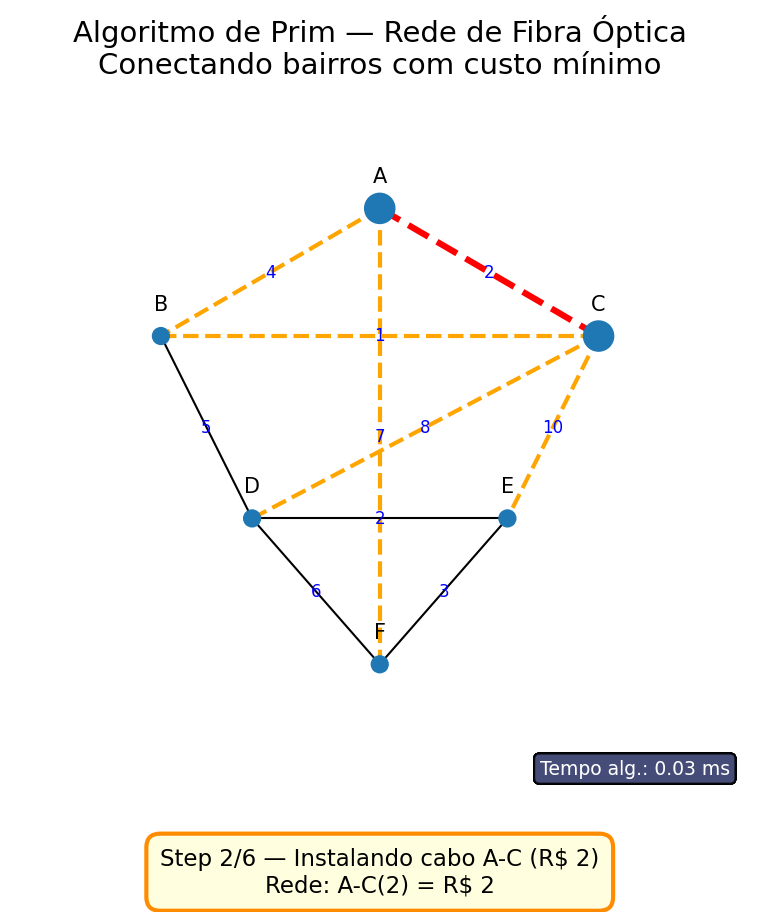 Algoritmo de Prim — Rede de Fibra Óptica
Conectando bairros com custo mínimo
A
4
2
B
C
1
5
7
8
10
D
E
2
6
3
F
Tempo alg.: 0.03 ms
Step 2/6 — Instalando cabo A-C (R$ 2)
Rede: A-C(2) = R$ 2